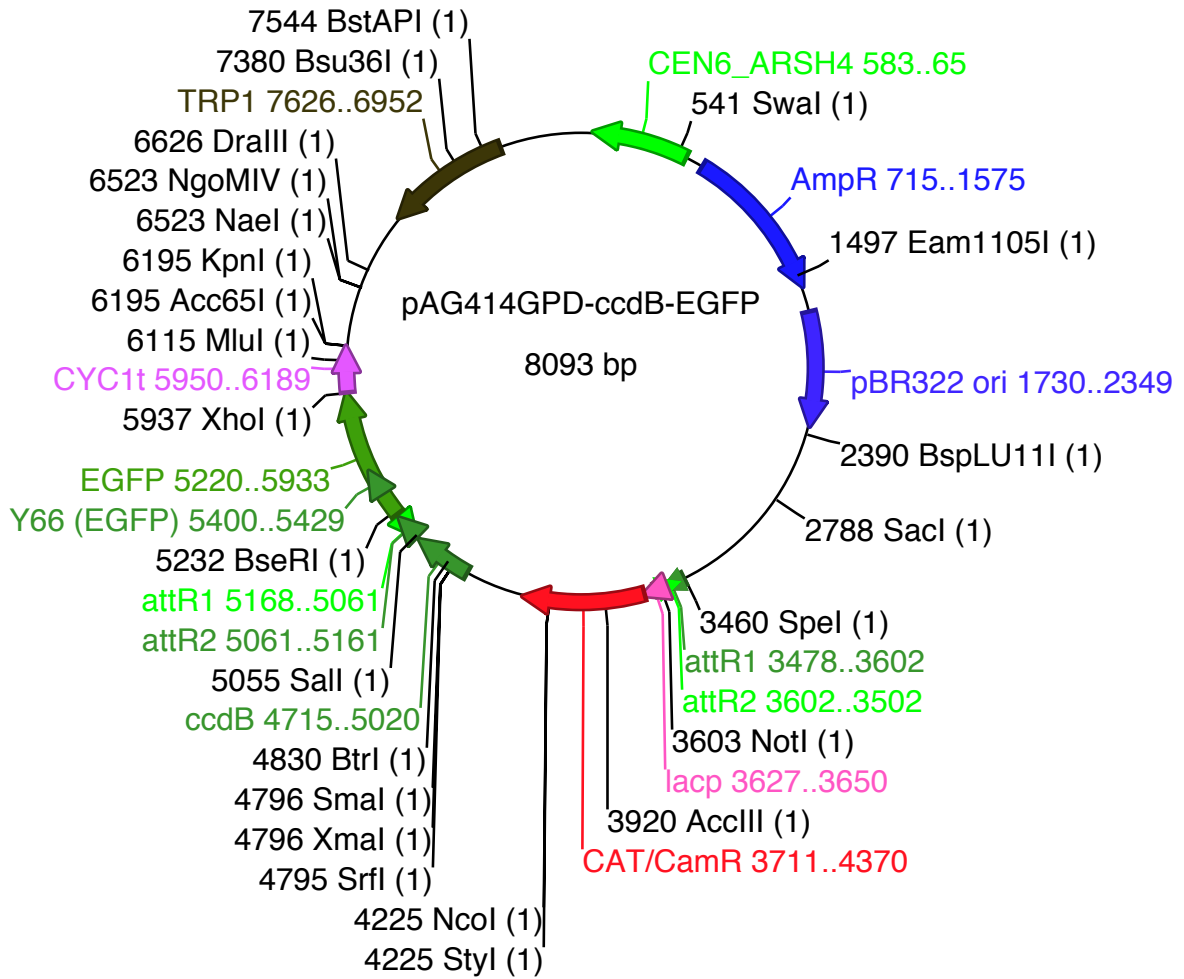 7544 BstAPI (1)
7380 Bsu36I (1)
TRP1 7626..6952
6626 DraIII (1)
6523 NgoMIV (1)
6523 NaeI (1)
6195 KpnI (1)
6195 Acc65I (1)
6115 MluI (1)
CYC1t 5950..6189
5937 XhoI (1)
EGFP 5220..5933
Y66 (EGFP) 5400..5429
5232 BseRI (1)
attR1 5168..5061
attR2 5061..5161
5055 SalI (1)
ccdB 4715..5020
4830 BtrI (1)
4796 SmaI (1)
4796 XmaI (1)
4795 SrfI (1)
4225 NcoI (1)
4225 StyI (1)
pAG414GPD-ccdB-EGFP
8093 bp
CEN6_ARSH4 583..65
541 SwaI (1)
AmpR 715..1575
1497 Eam1105I (1)
pBR322 ori 1730..2349
2390 BspLU11I (1)
2788 SacI (1)
3460 SpeI (1)
attR1 3478..3602
attR2 3602..3502
3603 NotI (1)
lacp 3627..3650
3920 AccIII (1)
CAT/CamR 3711..4370